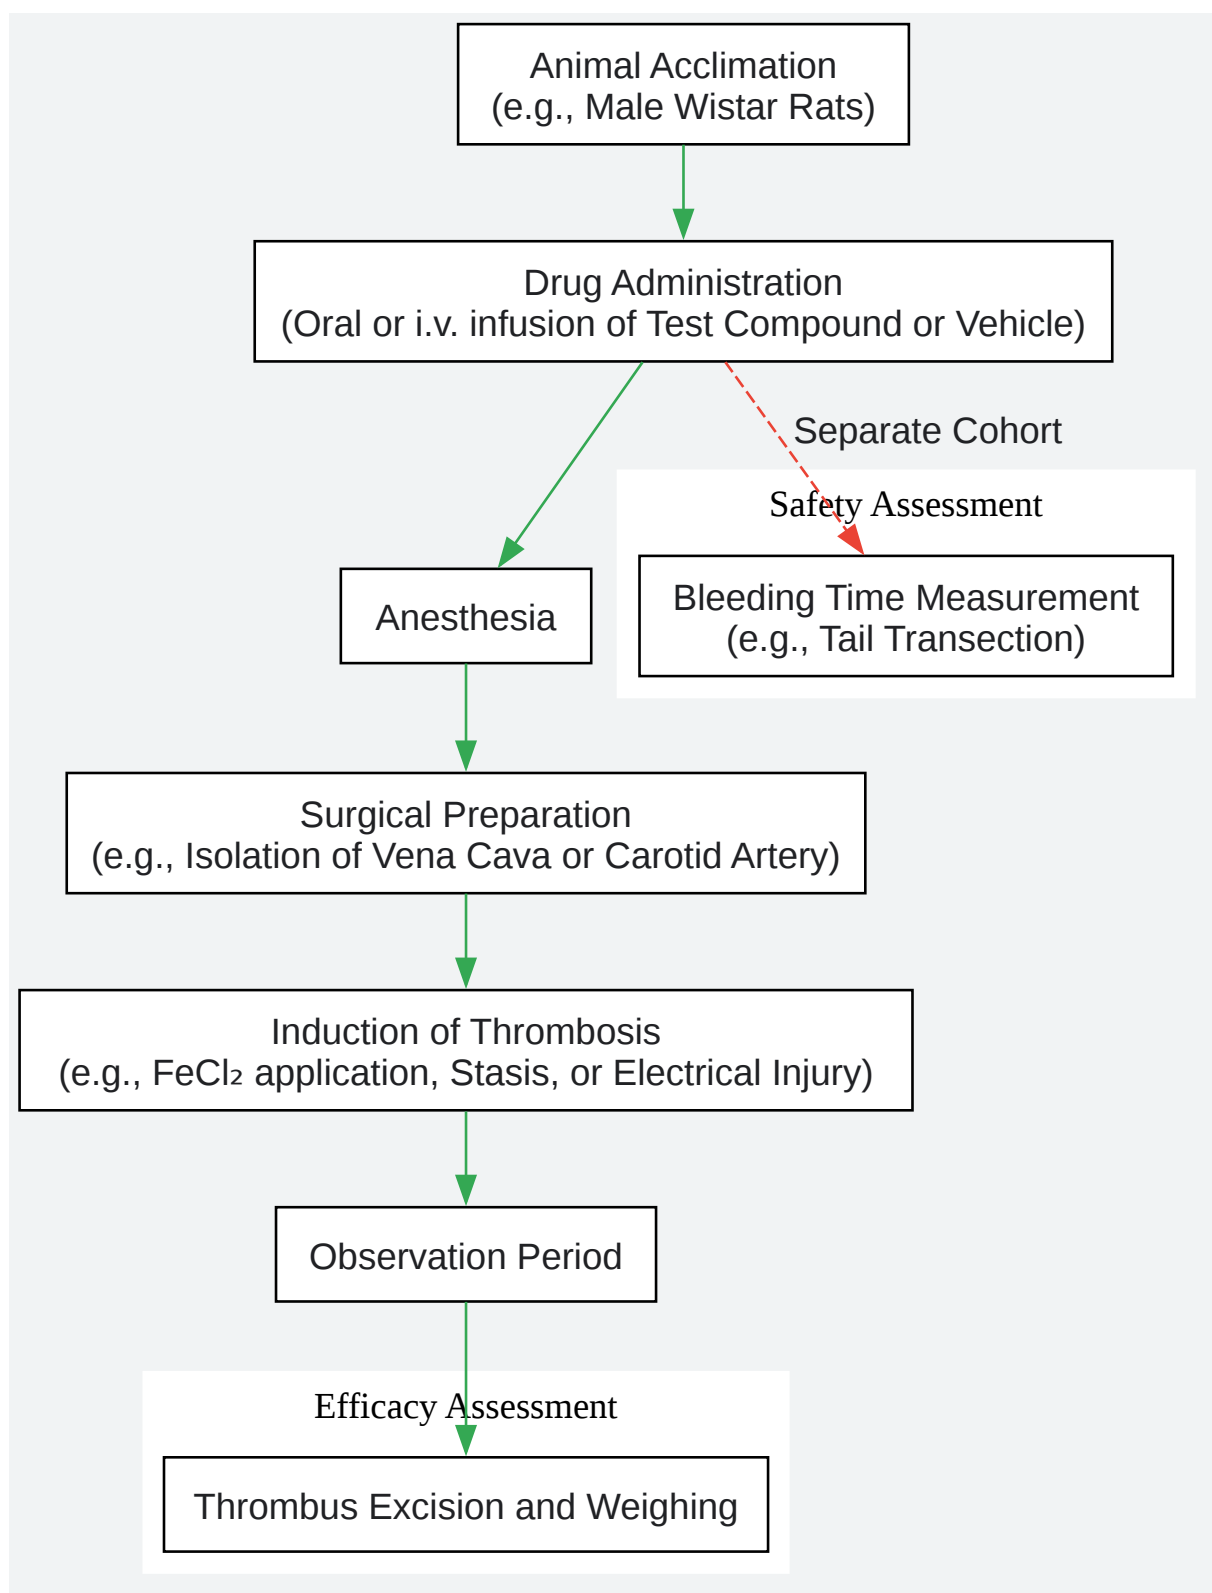 Animal Acclimation
(e.g., Male Wistar Rats)
Drug Administration
(Oral or i.v. infusion of Test Compound or Vehicle)
Separate Cohort
Safety Assessment
Bleeding Time Measurement
(e.g., Tail Transection)
Anesthesia
Surgical Preparation
(e.g., Isolation of Vena Cava or Carotid Artery)
Induction of Thrombosis
(e.g., FeCl₂ application, Stasis, or Electrical Injury)
Observation Period
Efficacy Assessment
Thrombus Excision and Weighing